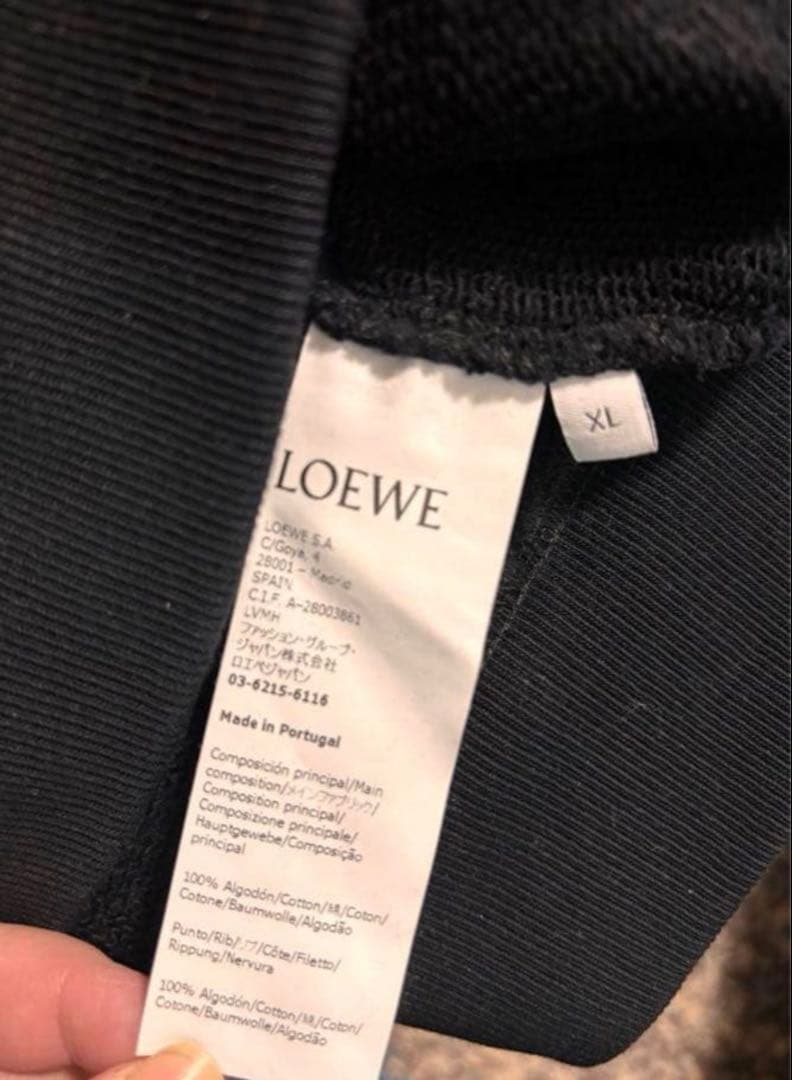 XL
LOEWE
LOEWE S.A.
C/Goya, 4
28001 - Madrid
SPAIN
C.I.F. A-28003861
LVMH
ファッション・グループ・
ジャパン株式会社
ロエベジャパン
03-6215-6116
Made in Portugal
Composición principal/Main
composition/メインファブリック/
Composition principal/
Composizione principale/
Hauptgewebe/Composição
principal
100% Algodón/Cotton/綿/Coton/
Cotone/Baumwolle/Algodão
Punto/Rib/リブ/Côte/Filetto/
Rippung/Nervura
100% Algodón/Cotton/綿/Coton/
Cotone/Baumwolle/Algodão